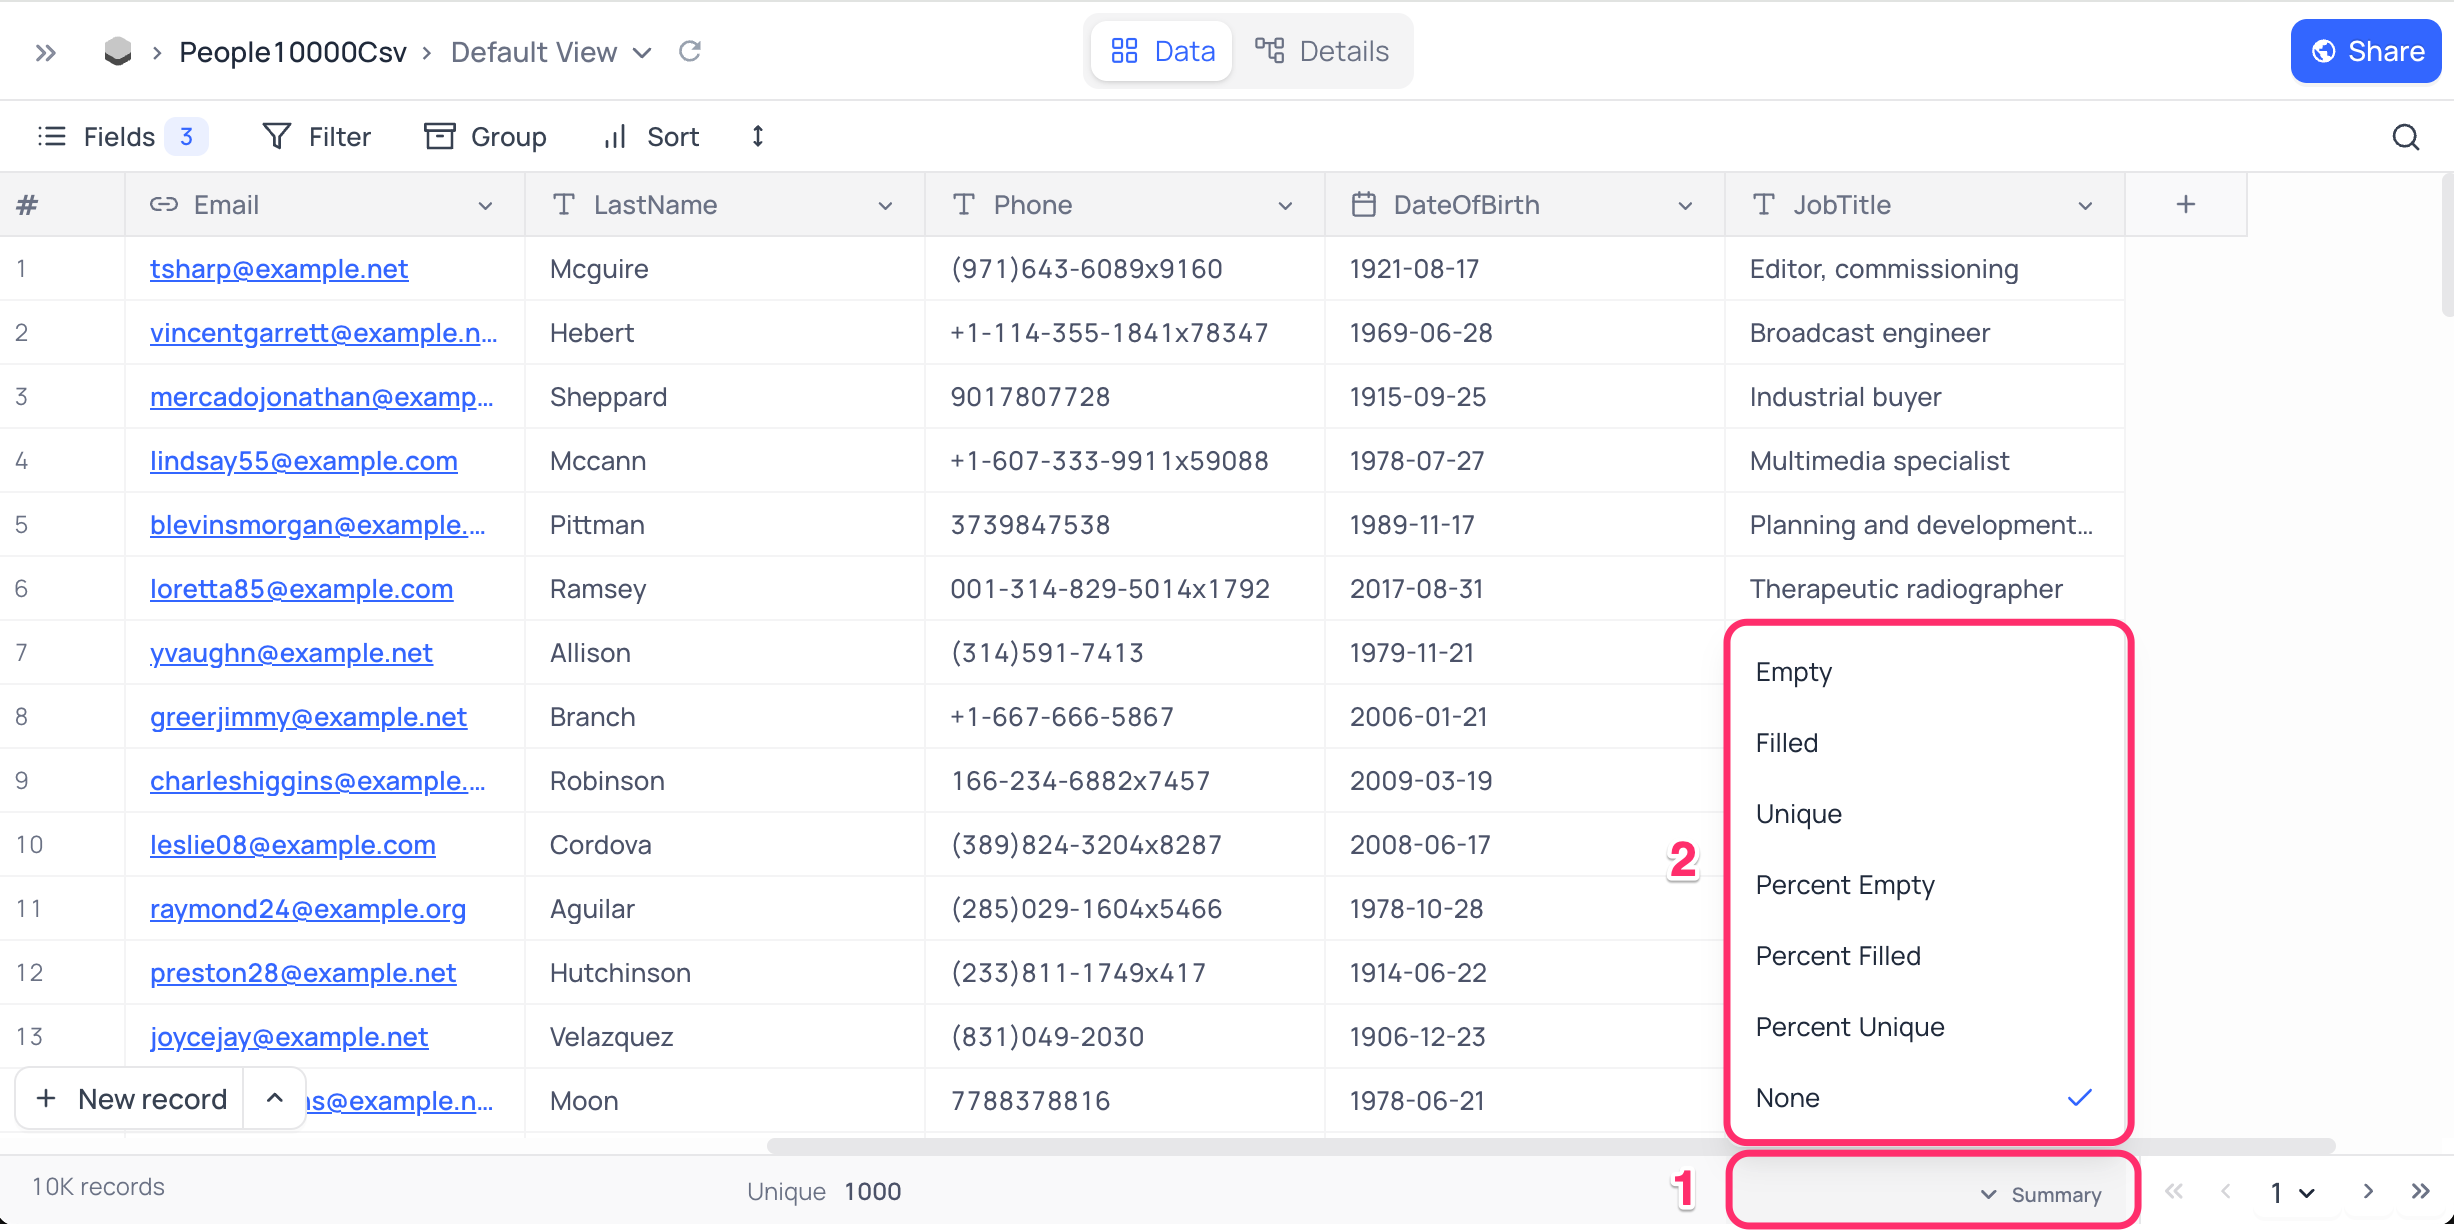 People10000Csv Default View Data Details Share
Fields 3 Filter Group Sort
# Email LastName Phone DateOfBirth JobTitle +
1 tsharp@example.net Mcguire (971)643-6089x9160 1921-08-17 Editor, commissioning
2 vincentgarrett@example.n... Hebert +1-114-355-1841x78347 1969-06-28 Broadcast engineer
3 mercadojonathan@examp... Sheppard 9017807728 1915-09-25 Industrial buyer
4 lindsay55@example.com Mccann +1-607-333-9911x59088 1978-07-27 Multimedia specialist
5 blevinsmorgan@example.... Pittman 3739847538 1989-11-17 Planning and development...
6 loretta85@example.com Ramsey 001-314-829-5014x1792 2017-08-31 Therapeutic radiographer
7 yvaughn@example.net Allison (314)591-7413 1979-11-21
Empty
8 greerjimmy@example.net Branch +1-667-666-5867 2006-01-21
Filled
9 charleshiggins@example.... Robinson 166-234-6882x7457 2009-03-19
Unique
10 leslie08@example.com Cordova (389)824-3204x8287 2008-06-17
2
Percent Empty
11 raymond24@example.org Aguilar (285)029-1604x5466 1978-10-28
Percent Filled
12 preston28@example.net Hutchinson (233)811-1749x417 1914-06-22
Percent Unique
13 joycejay@example.net Velazquez (831)049-2030 1906-12-23
None
+ New record s@example.n... Moon 7788378816 1978-06-21
10K records Unique 1000 1 Summary 1